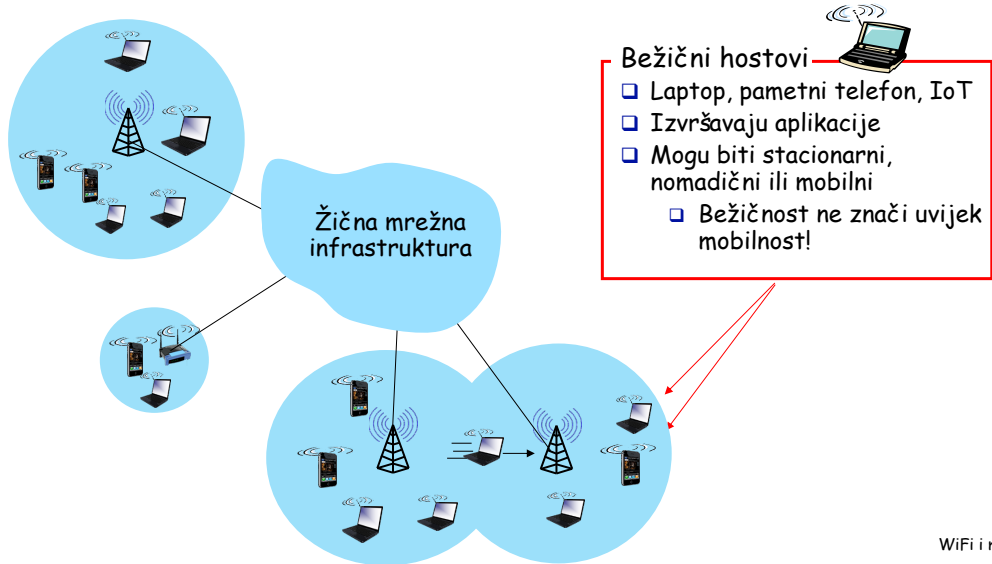 Bežični hostovi
❑ Laptop, pametni telefon, IoT
❑ Izvršavaju aplikacije
❑ Mogu biti stacionarni,
nomadični ili mobilni
❑ Bežičnost ne znači uvijek
mobilnost!
Žična mrežna
infrastruktura
WiFi i